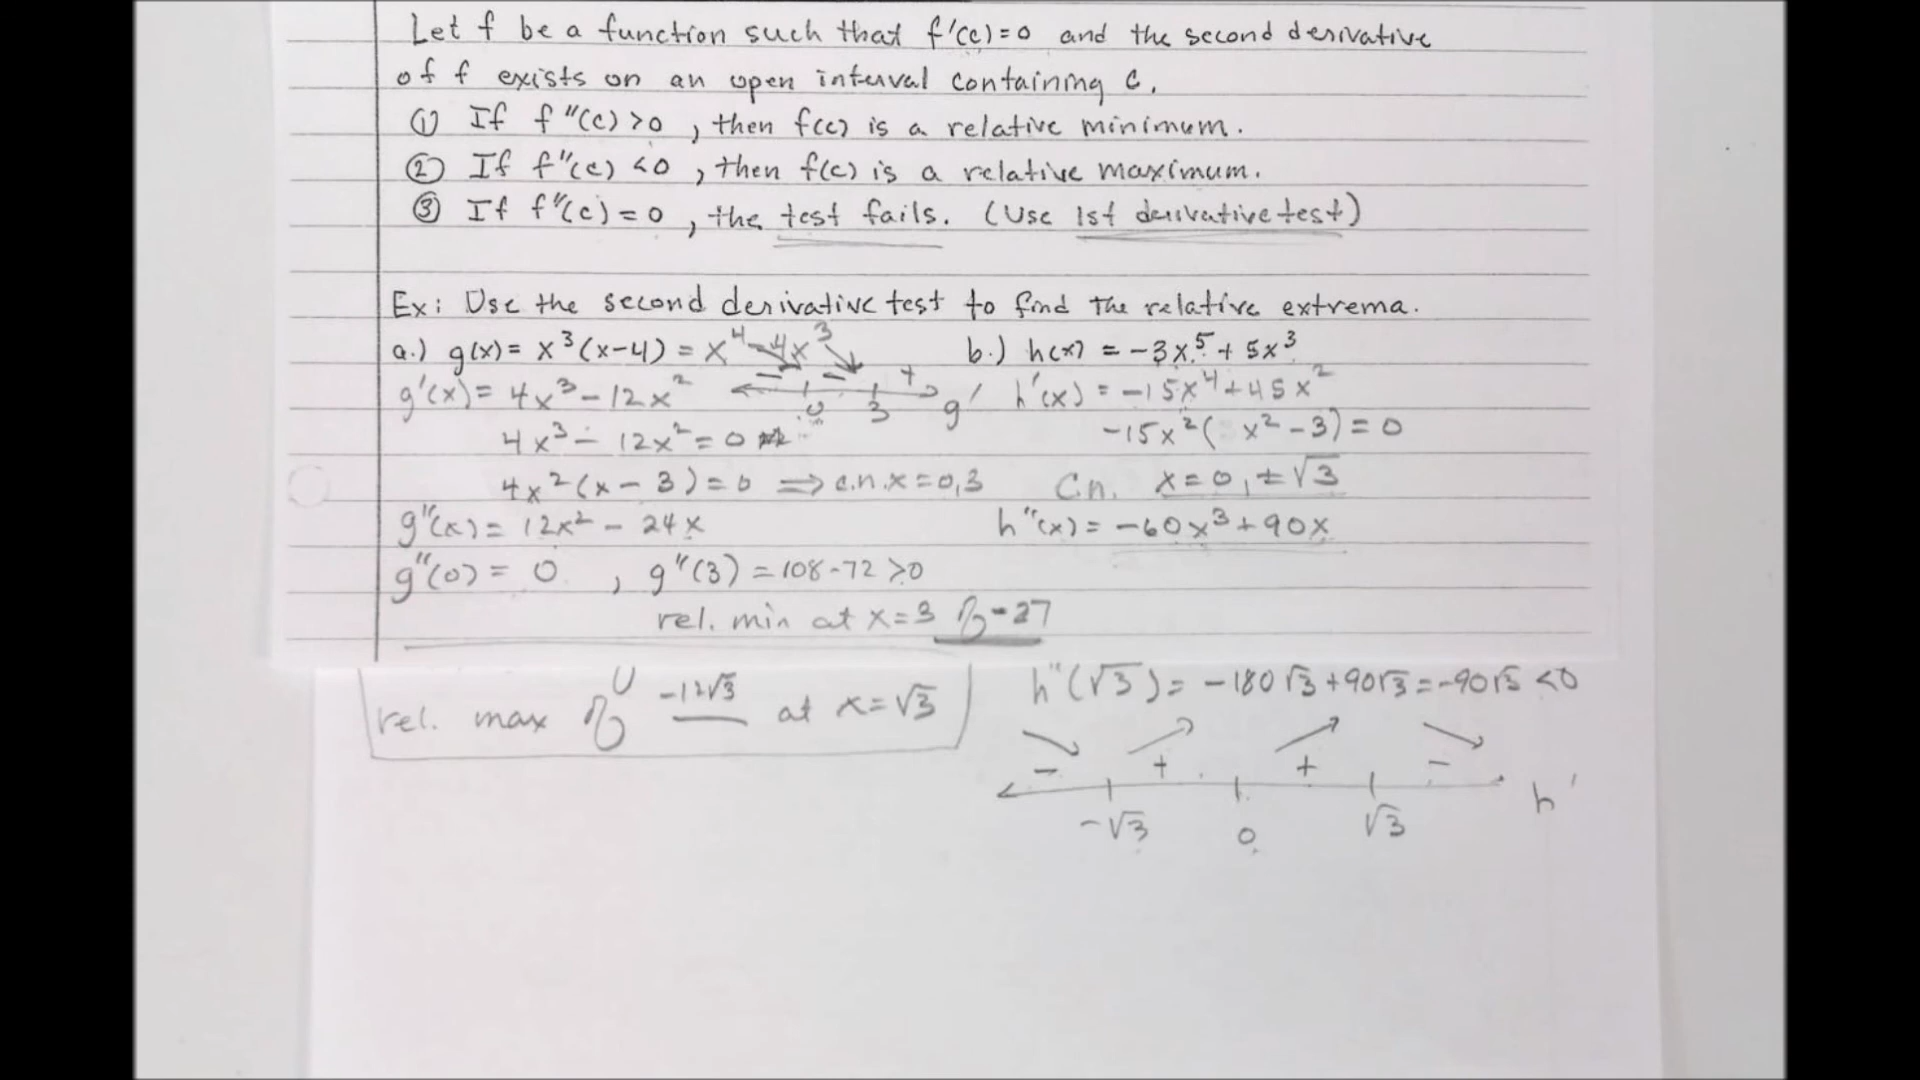 Let f be a function such that f'(c)=0 and the second derivative
of f exists on an open interval containing c.
① If f"(c) >0 , then f(c) is a relative minimum.
② If f"(c) <0 , then f(c) is a relative maximum.
③ If f"(c) = 0 , the test fails. (Use 1st derivative test)
Ex: Use the second derivative test to find the relative extrema.
a.) g(x) = x³(x-4) = x⁴-4x³
- - +
0 3 g'
g'(x) = 4x³ - 12x²
4x³ - 12x² = 0
4x²(x - 3) = 0 ⟹ c.n. x = 0,3
g"(x) = 12x² - 24x
g"(0) = 0 , g"(3) = 108-72 >0
rel. min of -27 at x=3
b.) h(x) = -3x⁵ + 5x³
h'(x) = -15x⁴ + 45x²
-15x²( x² - 3) = 0
c.n. x = 0, ±√3
h"(x) = -60x³ + 90x
h"(√3) = -180√3 + 90√3 = -90√3 <0
- + + -
-√3 0 √3 h'
rel. max of -12√3 at x = √3